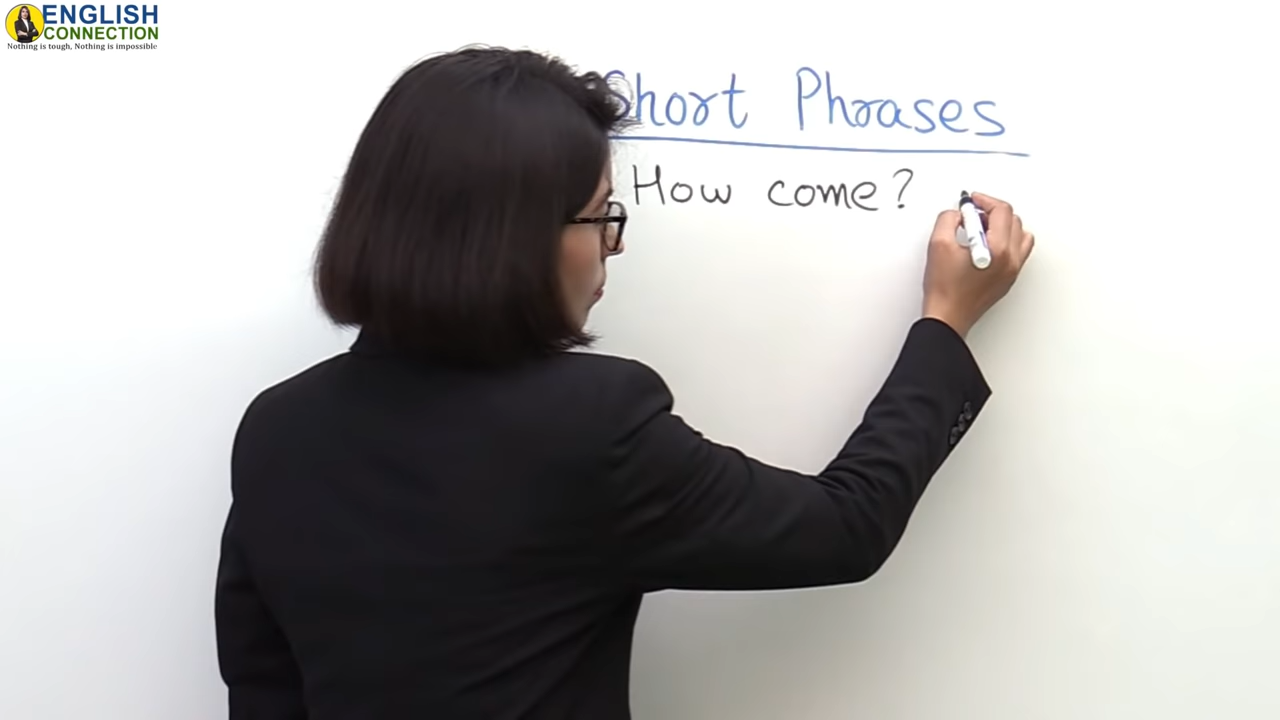 ENGLISH
CONNECTION
Nothing is tough, Nothing is impossible
Short Phrases
How come?